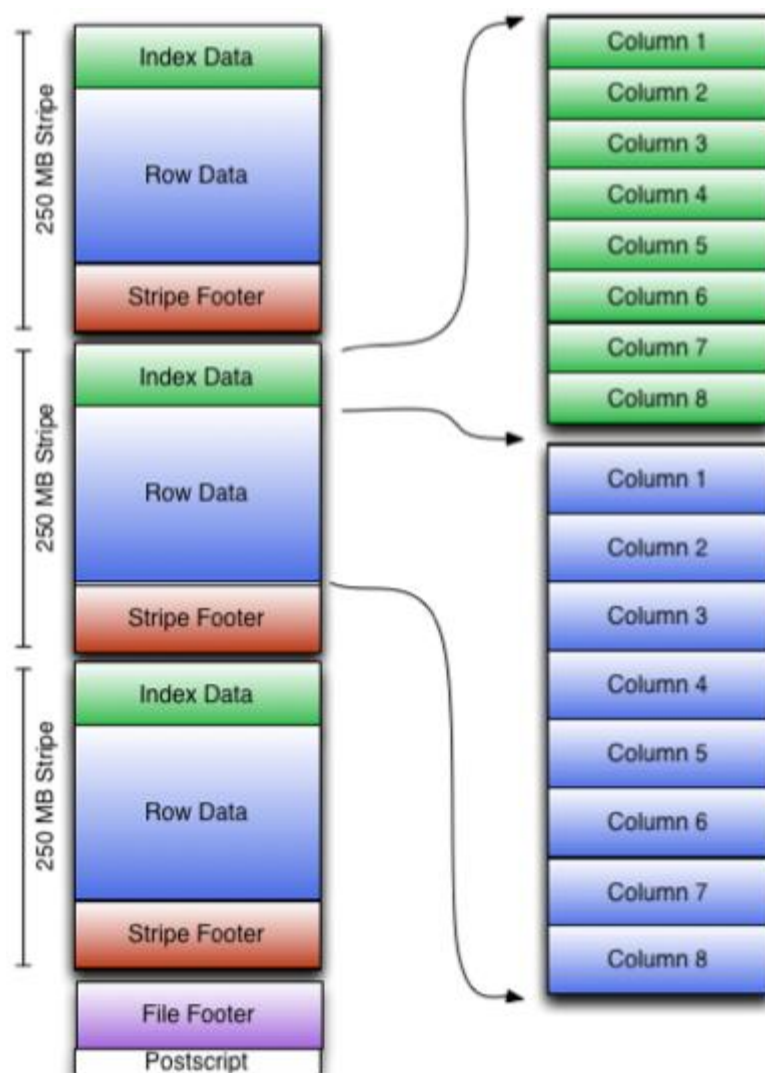 250 MB Stripe
Index Data
Row Data
Stripe Footer
250 MB Stripe
Index Data
Row Data
Stripe Footer
250 MB Stripe
Index Data
Row Data
Stripe Footer
File Footer
Postscript
Column 1
Column 2
Column 3
Column 4
Column 5
Column 6
Column 7
Column 8
Column 1
Column 2
Column 3
Column 4
Column 5
Column 6
Column 7
Column 8